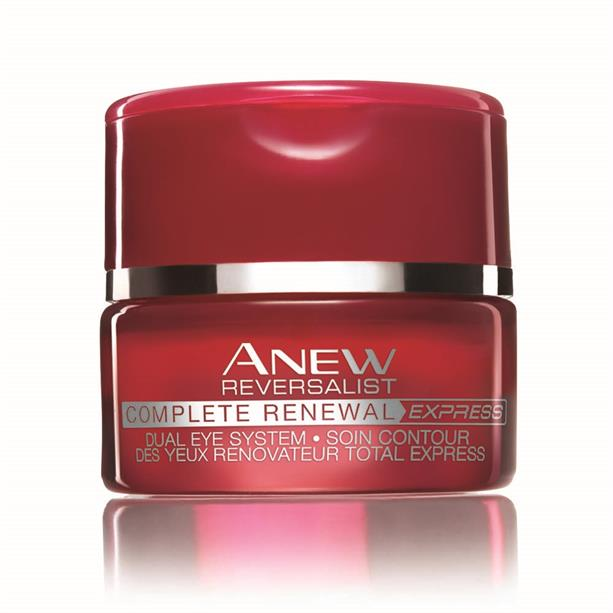 ANEW
REVERSALIST
COMPLETE RENEWAL EXPRESS
DUAL EYE SYSTEM • SOIN CONTOUR
DES YEUX RENOVATEUR TOTAL EXPRESS